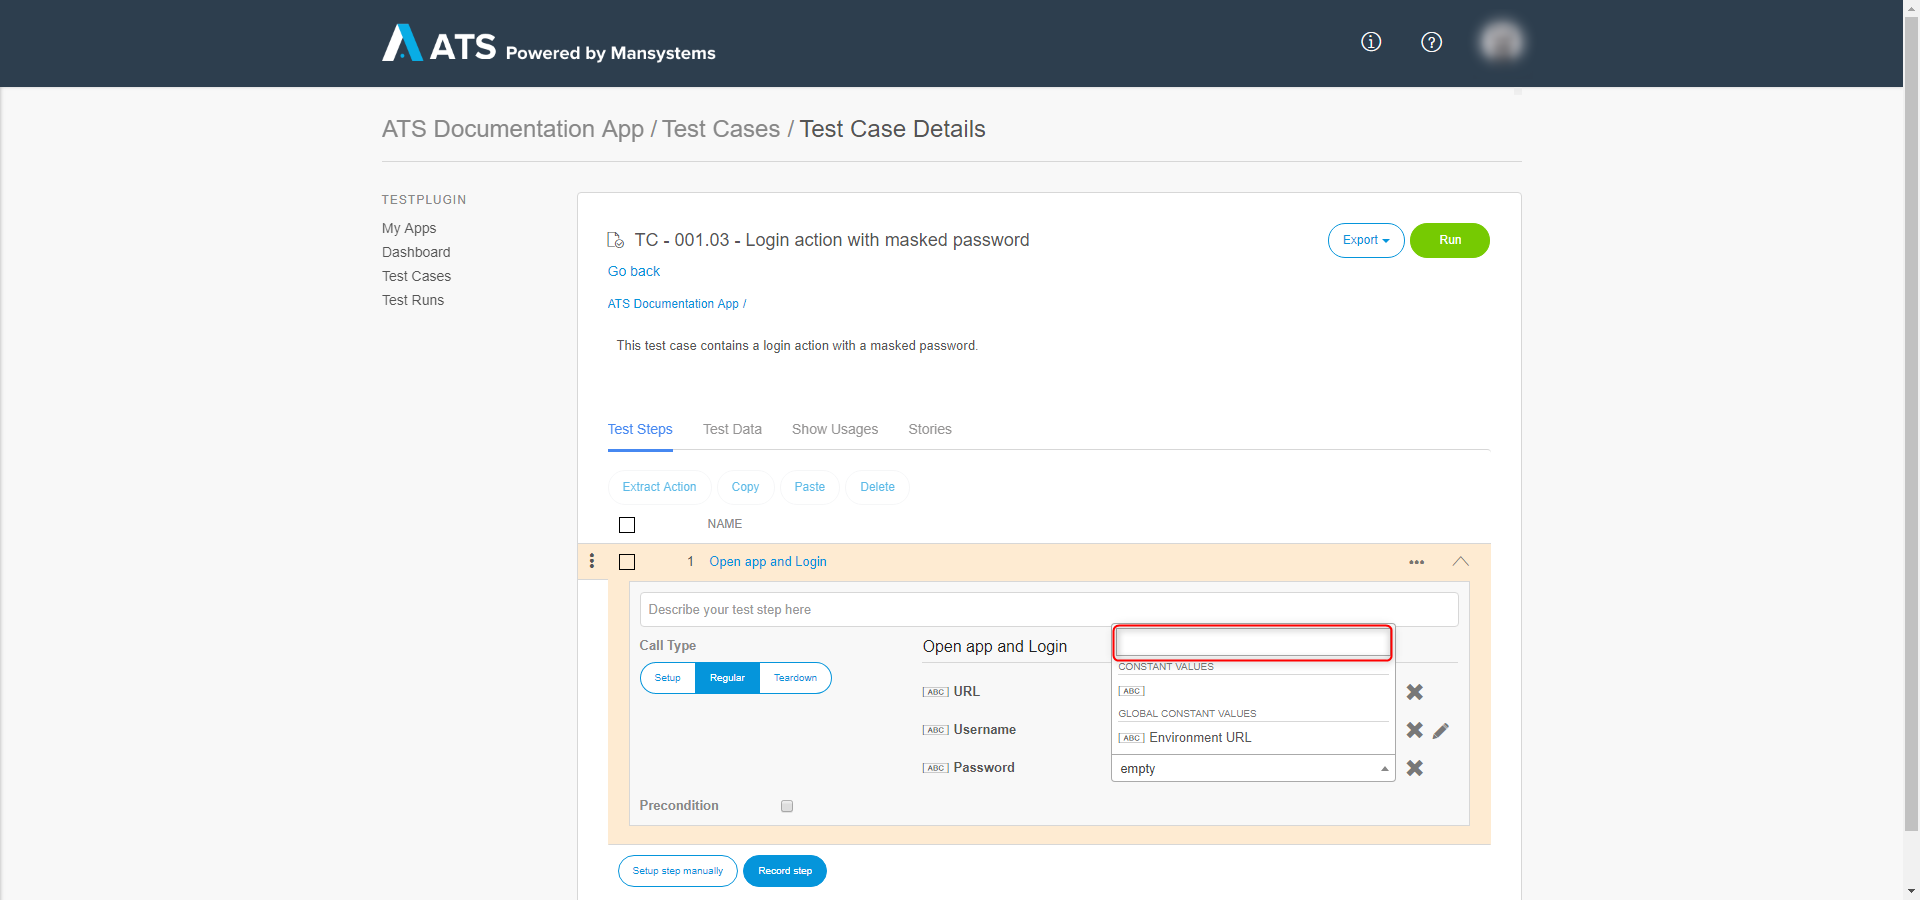 ATS Powered by Mansystems
ATS Documentation App / Test Cases / Test Case Details
TESTPLUGIN
My Apps
Dashboard
Test Cases
Test Runs
TC - 001.03 - Login action with masked password
Export
Run
Go back
ATS Documentation App /
This test case contains a login action with a masked password.
Test Steps Test Data Show Usages Stories
Extract Action Copy Paste Delete
NAME
1 Open app and Login
Describe your test step here
Call Type
Setup Regular Teardown
Open app and Login
CONSTANT VALUES
ABC URL
ABC
GLOBAL CONSTANT VALUES
ABC Username
ABC Environment URL
ABC Password
empty
Precondition
Setup step manually Record step